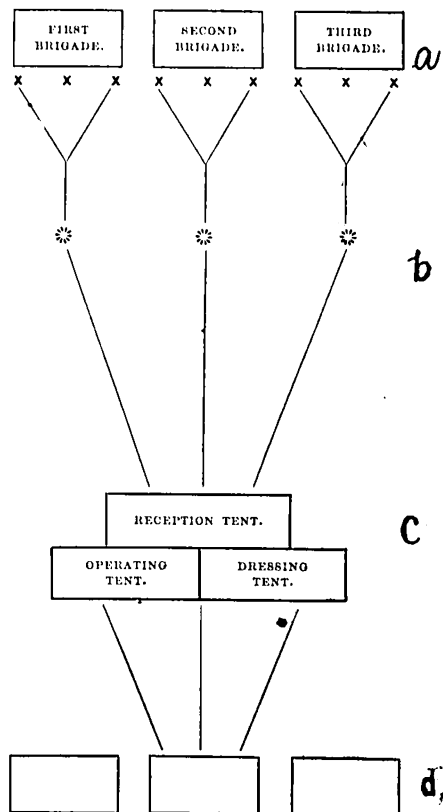 FIRST BRIGADE.
SECOND BRIGADE.
THIRD BRIGADE.
a
x x x x x x x x x
b
RECEPTION TENT.
C
OPERATING TENT.
DRESSING TENT.
d.